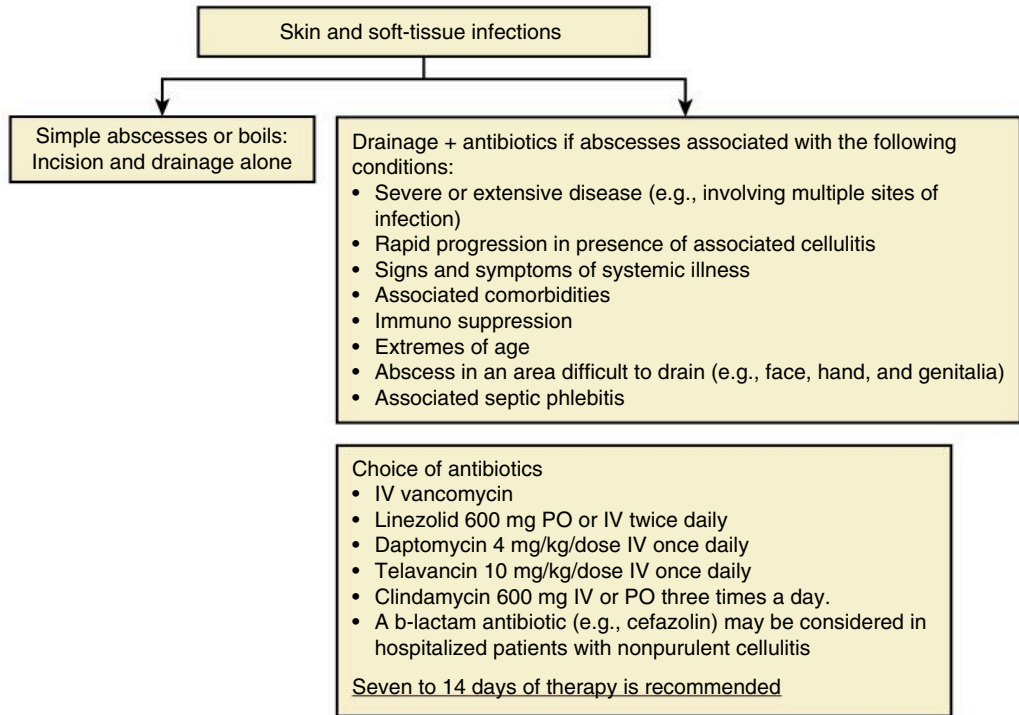 Skin and soft-tissue infections
Simple abscesses or boils:
Incision and drainage alone
Drainage + antibiotics if abscesses associated with the following
conditions:
• Severe or extensive disease (e.g., involving multiple sites of
infection)
• Rapid progression in presence of associated cellulitis
• Signs and symptoms of systemic illness
• Associated comorbidities
• Immuno suppression
• Extremes of age
• Abscess in an area difficult to drain (e.g., face, hand, and genitalia)
• Associated septic phlebitis
Choice of antibiotics
• IV vancomycin
• Linezolid 600 mg PO or IV twice daily
• Daptomycin 4 mg/kg/dose IV once daily
• Telavancin 10 mg/kg/dose IV once daily
• Clindamycin 600 mg IV or PO three times a day.
• A b-lactam antibiotic (e.g., cefazolin) may be considered in
hospitalized patients with nonpurulent cellulitis
Seven to 14 days of therapy is recommended